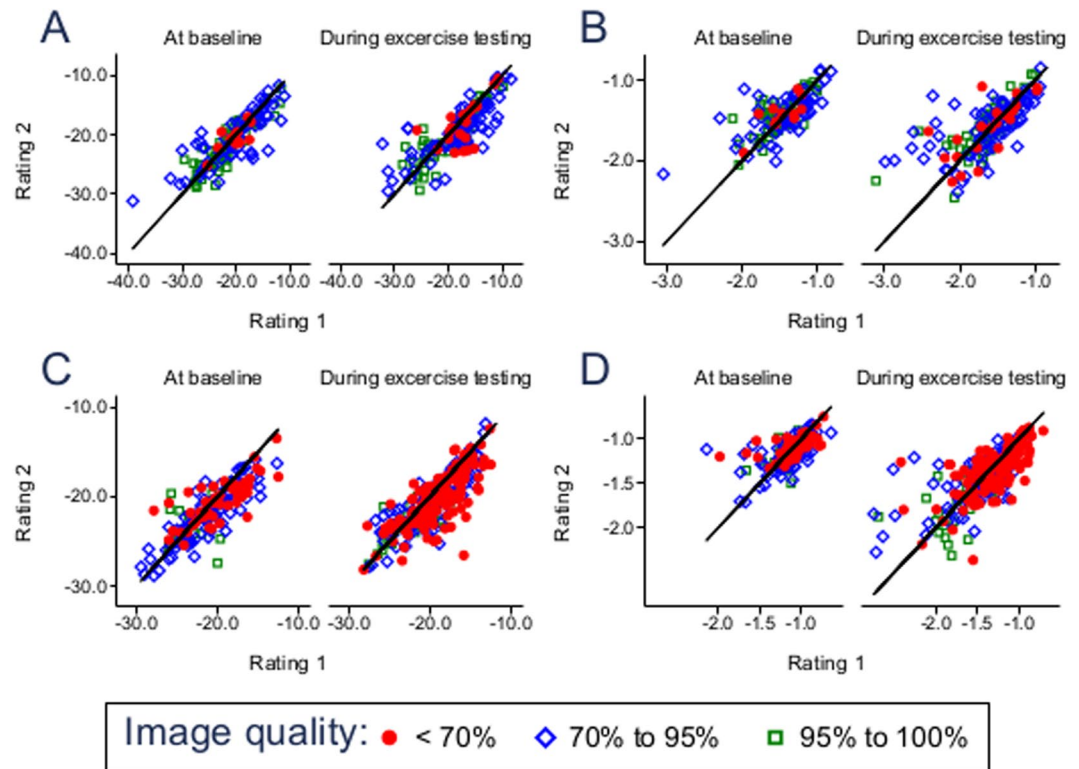 A
At baseline
During excercise testing
Rating 2
-10.0
-20.0
-30.0
-40.0
-40.0 -30.0 -20.0 -10.0
-40.0 -30.0 -20.0 -10.0
Rating 1
B
At baseline
During excercise testing
Rating 2
-1.0
-2.0
-3.0
-3.0 -2.0 -1.0
-3.0 -2.0 -1.0
Rating 1
C
At baseline
During excercise testing
Rating 2
-10.0
-20.0
-30.0
-30.0 -20.0 -10.0
-30.0 -20.0 -10.0
Rating 1
D
At baseline
During excercise testing
Rating 2
-1.0
-1.5
-2.0
-2.0 -1.5 -1.0
-2.0 -1.5 -1.0
Rating 1
Image quality: < 70% 70% to 95% 95% to 100%